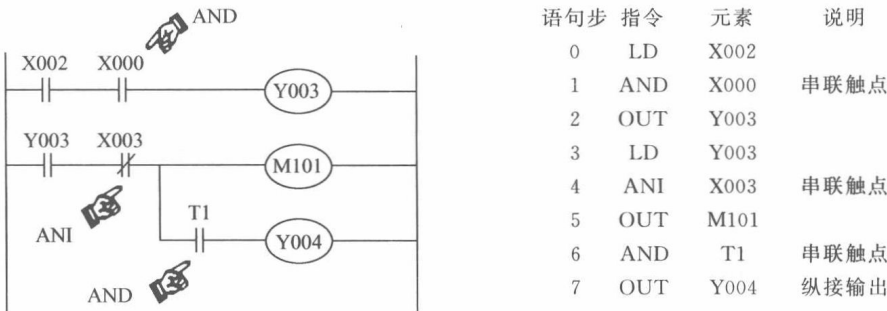 AND
X002 X000
Y003
Y003 X003
M101
ANI
T1
Y004
AND
语句步 指令 元素 说明
0 LD X002
1 AND X000 串联触点
2 OUT Y003
3 LD Y003
4 ANI X003 串联触点
5 OUT M101
6 AND T1 串联触点
7 OUT Y004 纵接输出